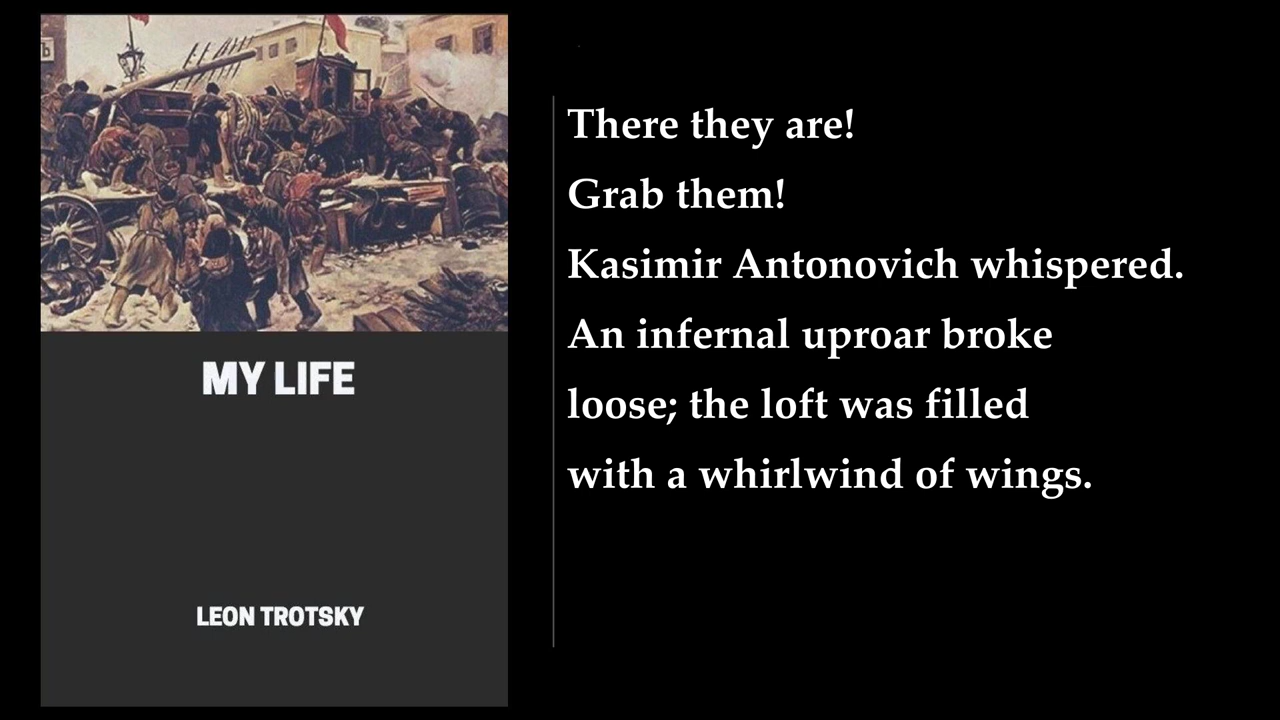 MY LIFE
LEON TROTSKY
There they are!
Grab them!
Kasimir Antonovich whispered.
An infernal uproar broke
loose; the loft was filled
with a whirlwind of wings.